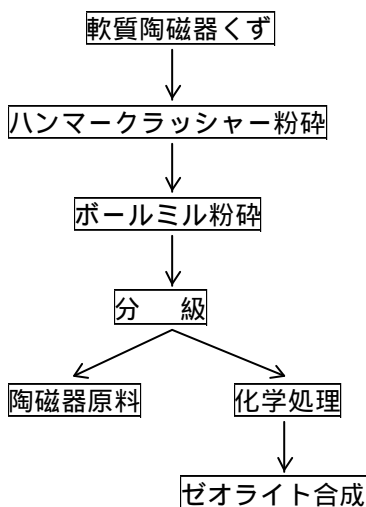 軟質陶磁器くず
ハンマークラッシャー粉砕
ボールミル粉砕
分　級
陶磁器原料
化学処理
ゼオライト合成